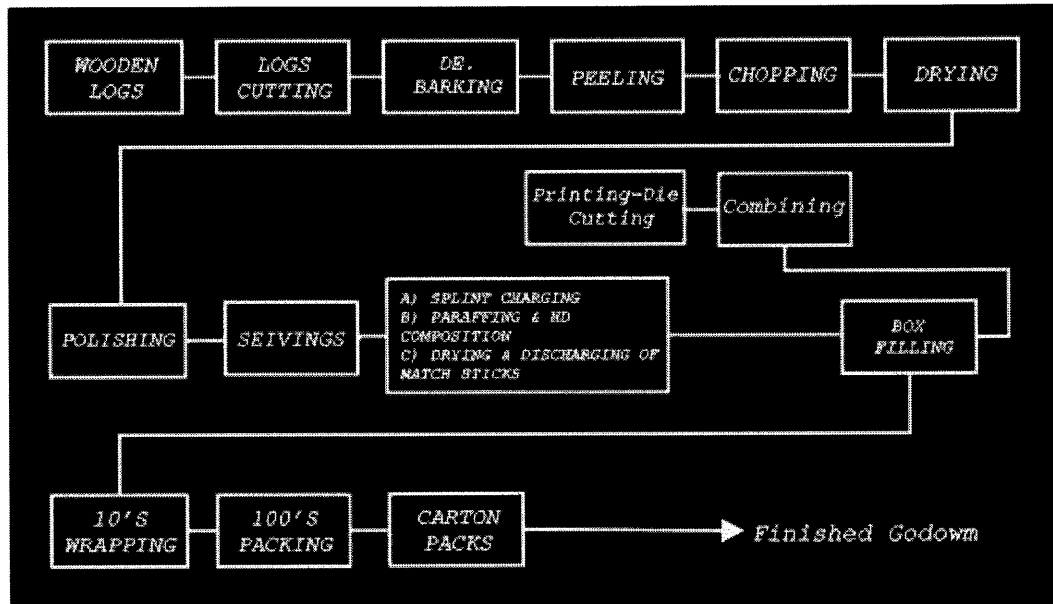 WOODEN
LOGS
LOGS
CUTTING
DE.
BARKING
PEELING
CHOPPING
DRYING
Printing-Die
Cutting
Combining
POLISHING
SEIVINGS
A) SPLINT CHARGING
B) PARAFFING & HD
COMPOSITION
C) DRYING & DISCHARGING OF
MATCH STICKS
BOX
FILLING
10'S
WRAPPING
100'S
PACKING
CARTON
PACKS
Finished Godowm